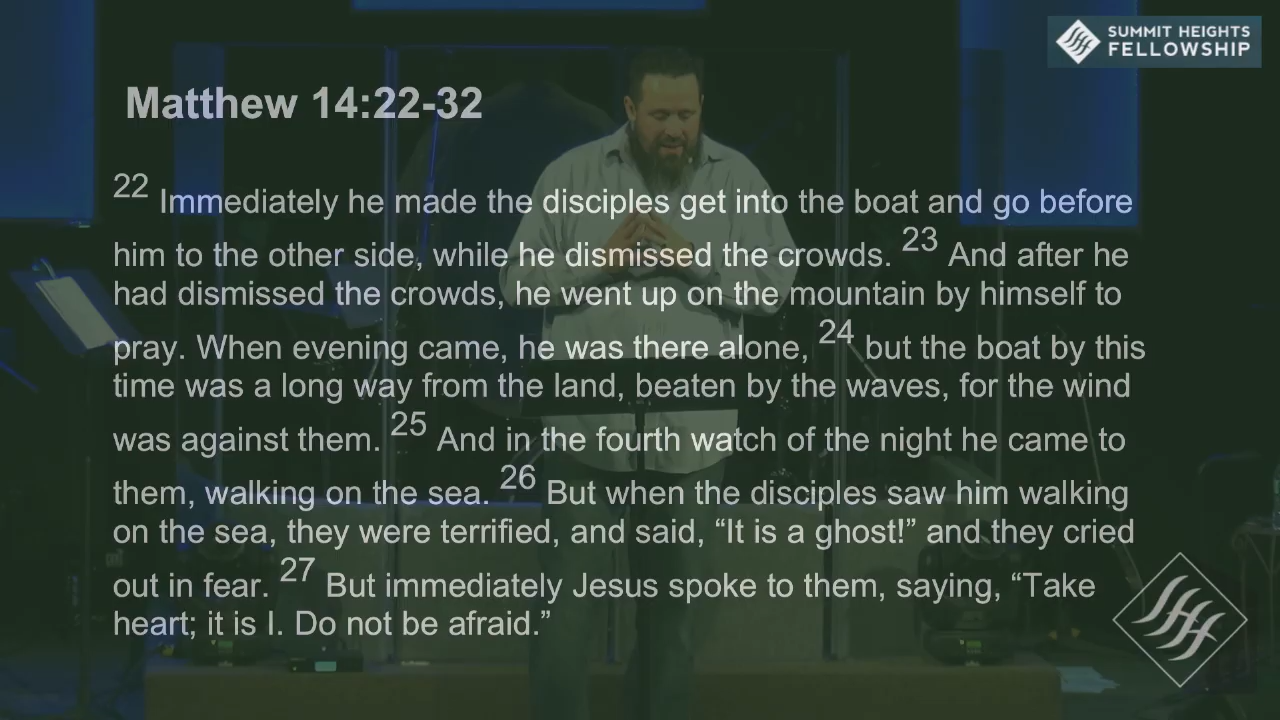 SUMMIT HEIGHTS
FELLOWSHIP
Matthew 14:22-32
22 Immediately he made the disciples get into the boat and go before
him to the other side, while he dismissed the crowds. 23 And after he
had dismissed the crowds, he went up on the mountain by himself to
pray. When evening came, he was there alone, 24 but the boat by this
time was a long way from the land, beaten by the waves, for the wind
was against them. 25 And in the fourth watch of the night he came to
them, walking on the sea. 26 But when the disciples saw him walking
on the sea, they were terrified, and said, “It is a ghost!” and they cried
out in fear. 27 But immediately Jesus spoke to them, saying, “Take
heart; it is I. Do not be afraid.”